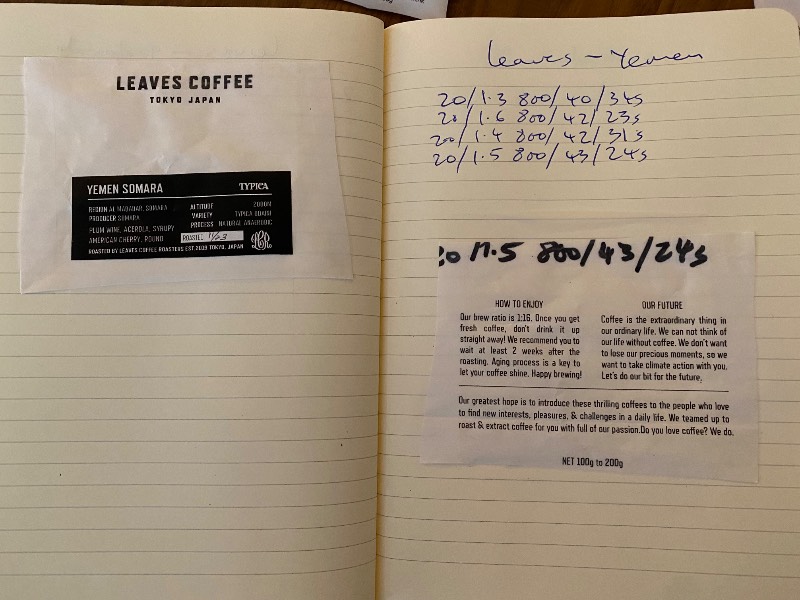 LEAVES COFFEE
TOKYO JAPAN
YEMEN SOMARA
TYPICA
REGION AL MAQADAR, SOMARA
PRODUCER SOMARA
PLUM WINE, ACEROLA, SYRUPY
AMERICAN CHERRY, ROUND
ALTITUDE 2080M
VARIETY TYPICA UDAINI
PROCESS NATURAL ANAEROBIC
ROASTED 11/23
ROASTED BY LEAVES COFFEE ROASTERS EST 2019 TOKYO, JAPAN
Leaves - Yemen
20/1.3 800/40/34s
20/1.6 800/42/23s
20/1.4 800/42/31s
20/1.5 800/43/24s
20/1.5 800/43/24s
HOW TO ENJOY
Our brew ratio is 1:16. Once you get
fresh coffee, don't drink it up
straight away! We recommend you to
wait at least 2 weeks after the
roasting. Aging process is a key to
let your coffee shine. Happy brewing!
OUR FUTURE
Coffee is the extraordinary thing in
our ordinary life. We can not think of
our life without coffee. We don't want
to lose our precious moments, so we
want to take climate action with you.
Let's do our bit for the future.
Our greatest hope is to introduce these thrilling coffees to the people who love
to find new interests, pleasures, & challenges in a daily life. We teamed up to
roast & extract coffee for you with full of our passion.Do you love coffee? We do.
NET 100g to 200g